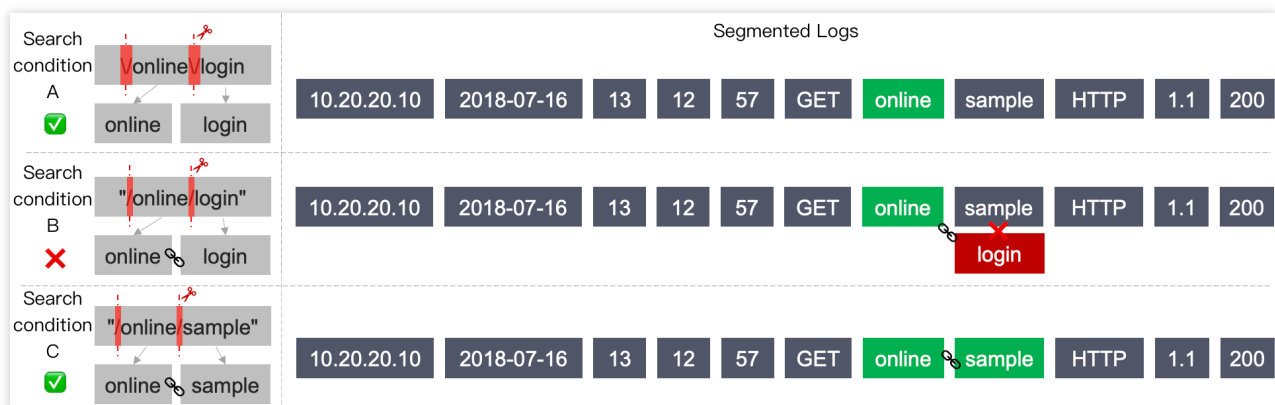 Segmented Logs
Search
condition
A
\/online\/login
online login
10.20.20.10 2018-07-16 13 12 57 GET online sample HTTP 1.1 200
Search
condition
B
"/online/login"
online login
10.20.20.10 2018-07-16 13 12 57 GET online sample HTTP 1.1 200
login
Search
condition
C
"/online/sample"
online sample
10.20.20.10 2018-07-16 13 12 57 GET online sample HTTP 1.1 200